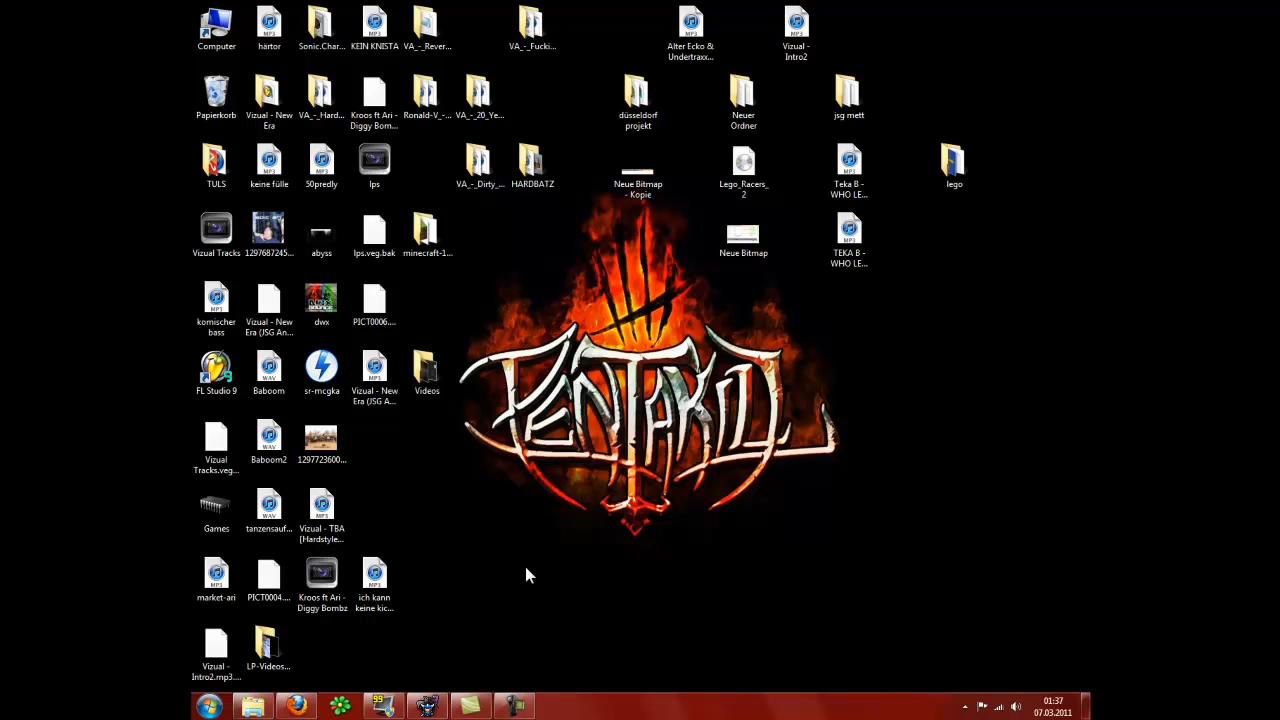 Computer
härtor
Sonic.Char...
KEIN KNISTA
VA_-_Rever...
VA_-_Fucki...
Alter Ecko &
Undertraxx...
Vizual -
Intro2
Papierkorb
Vizual - New
Era
VA_-_Hard...
Kroos ft Ari -
Diggy Bom...
Ronald-V_-...
VA_-_20_Ye...
düsseldorf
projekt
Neuer
Ordner
jsg mett
TULS
keine fülle
50predly
lps
VA_-_Dirty_...
HARDBATZ
Neue Bitmap
- Kopie
Lego_Racers_
2
Teka B -
WHO LE...
lego
Vizual Tracks
1297687245...
abyss
lps.veg.bak
minecraft-1...
Neue Bitmap
TEKA B -
WHO LE...
komischer
bass
Vizual - New
Era (JSG An...
dwx
PICT0006....
FL Studio 9
Baboom
sr-mcgka
Vizual - New
Era (JSG A...
Videos
PENTAKILL
Vizual
Tracks.veg...
Baboom2
1297723600...
Games
tanzensauf...
Vizual - TBA
[Hardstyle...
market-ari
PICT0004....
Kroos ft Ari -
Diggy Bombz
ich kann
keine kic...
Vizual -
Intro2.mp3....
LP-Videos...
99
01:37
07.03.2011